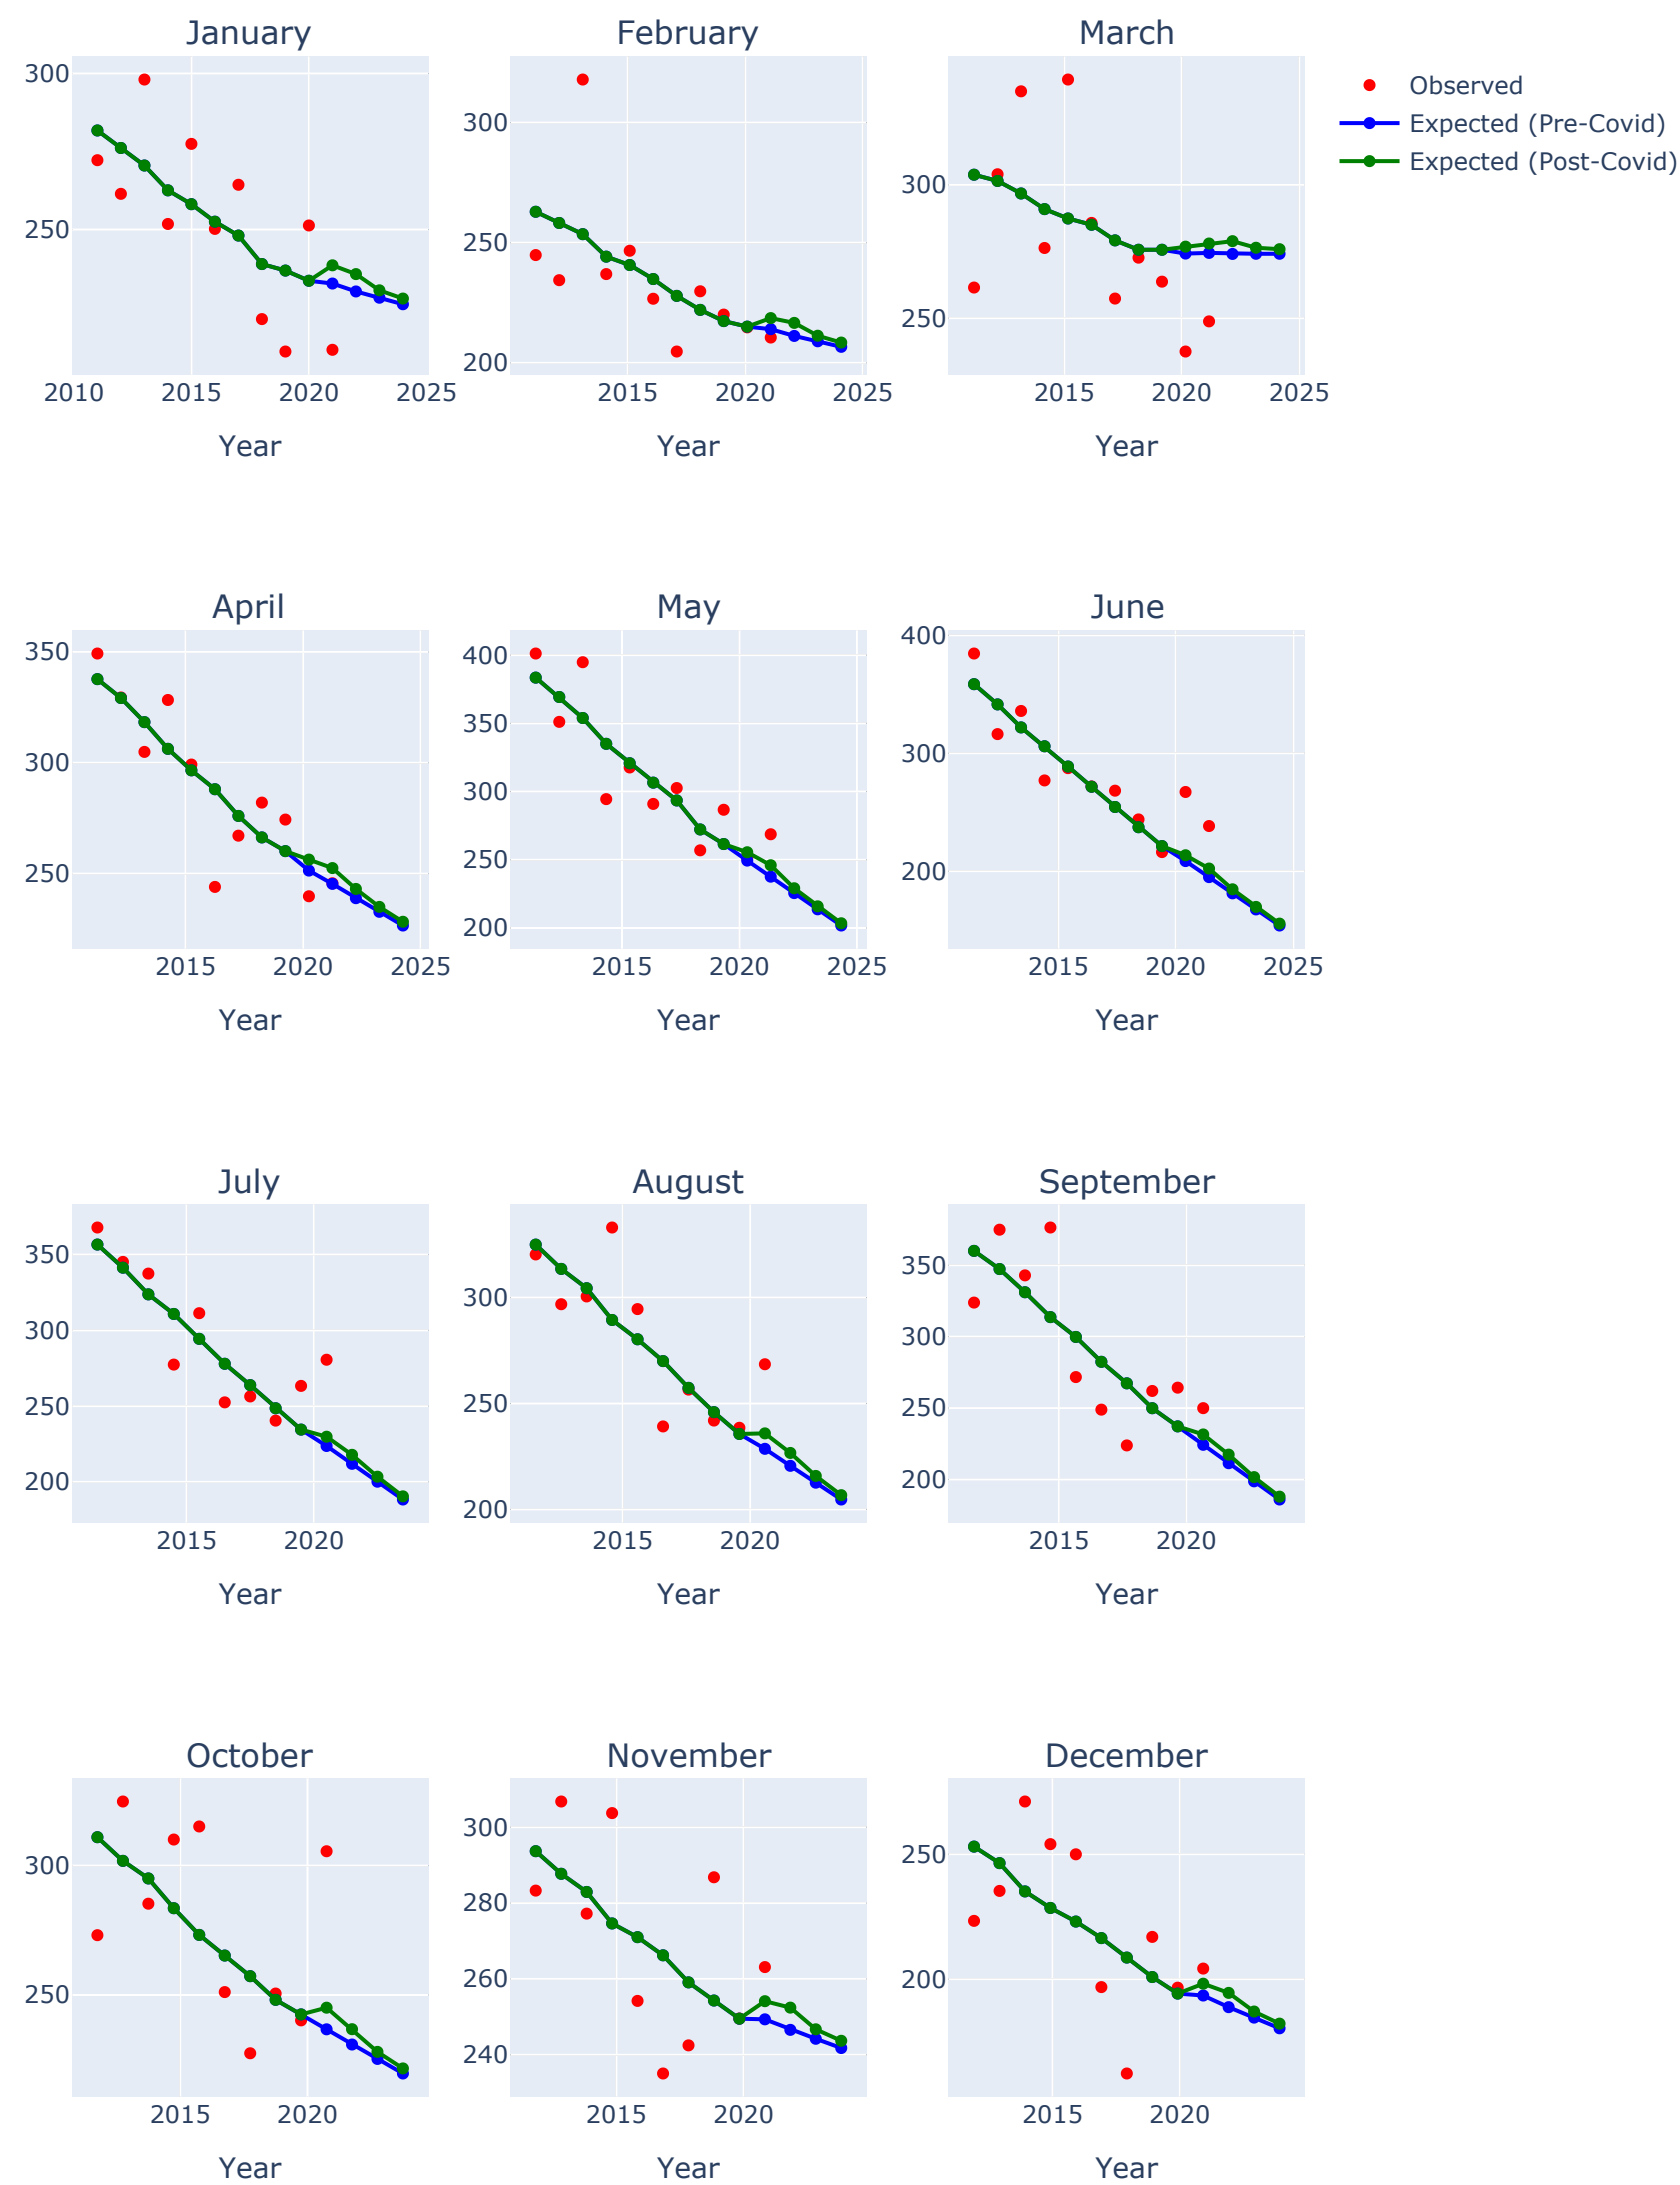 January
February
March
Observed
Expected (Pre-Covid)
Expected (Post-Covid)
300
250
2010 2015 2020 2025
Year
300
250
200
2015 2020 2025
Year
300
250
2015 2020 2025
Year
April
May
June
350
300
250
2015 2020 2025
Year
400
350
300
250
200
2015 2020 2025
Year
400
300
200
2015 2020 2025
Year
July
August
September
350
300
250
200
2015 2020
Year
300
250
200
2015 2020
Year
350
300
250
200
2015 2020
Year
October
November
December
300
250
2015 2020
Year
300
280
260
240
2015 2020
Year
250
200
2015 2020
Year